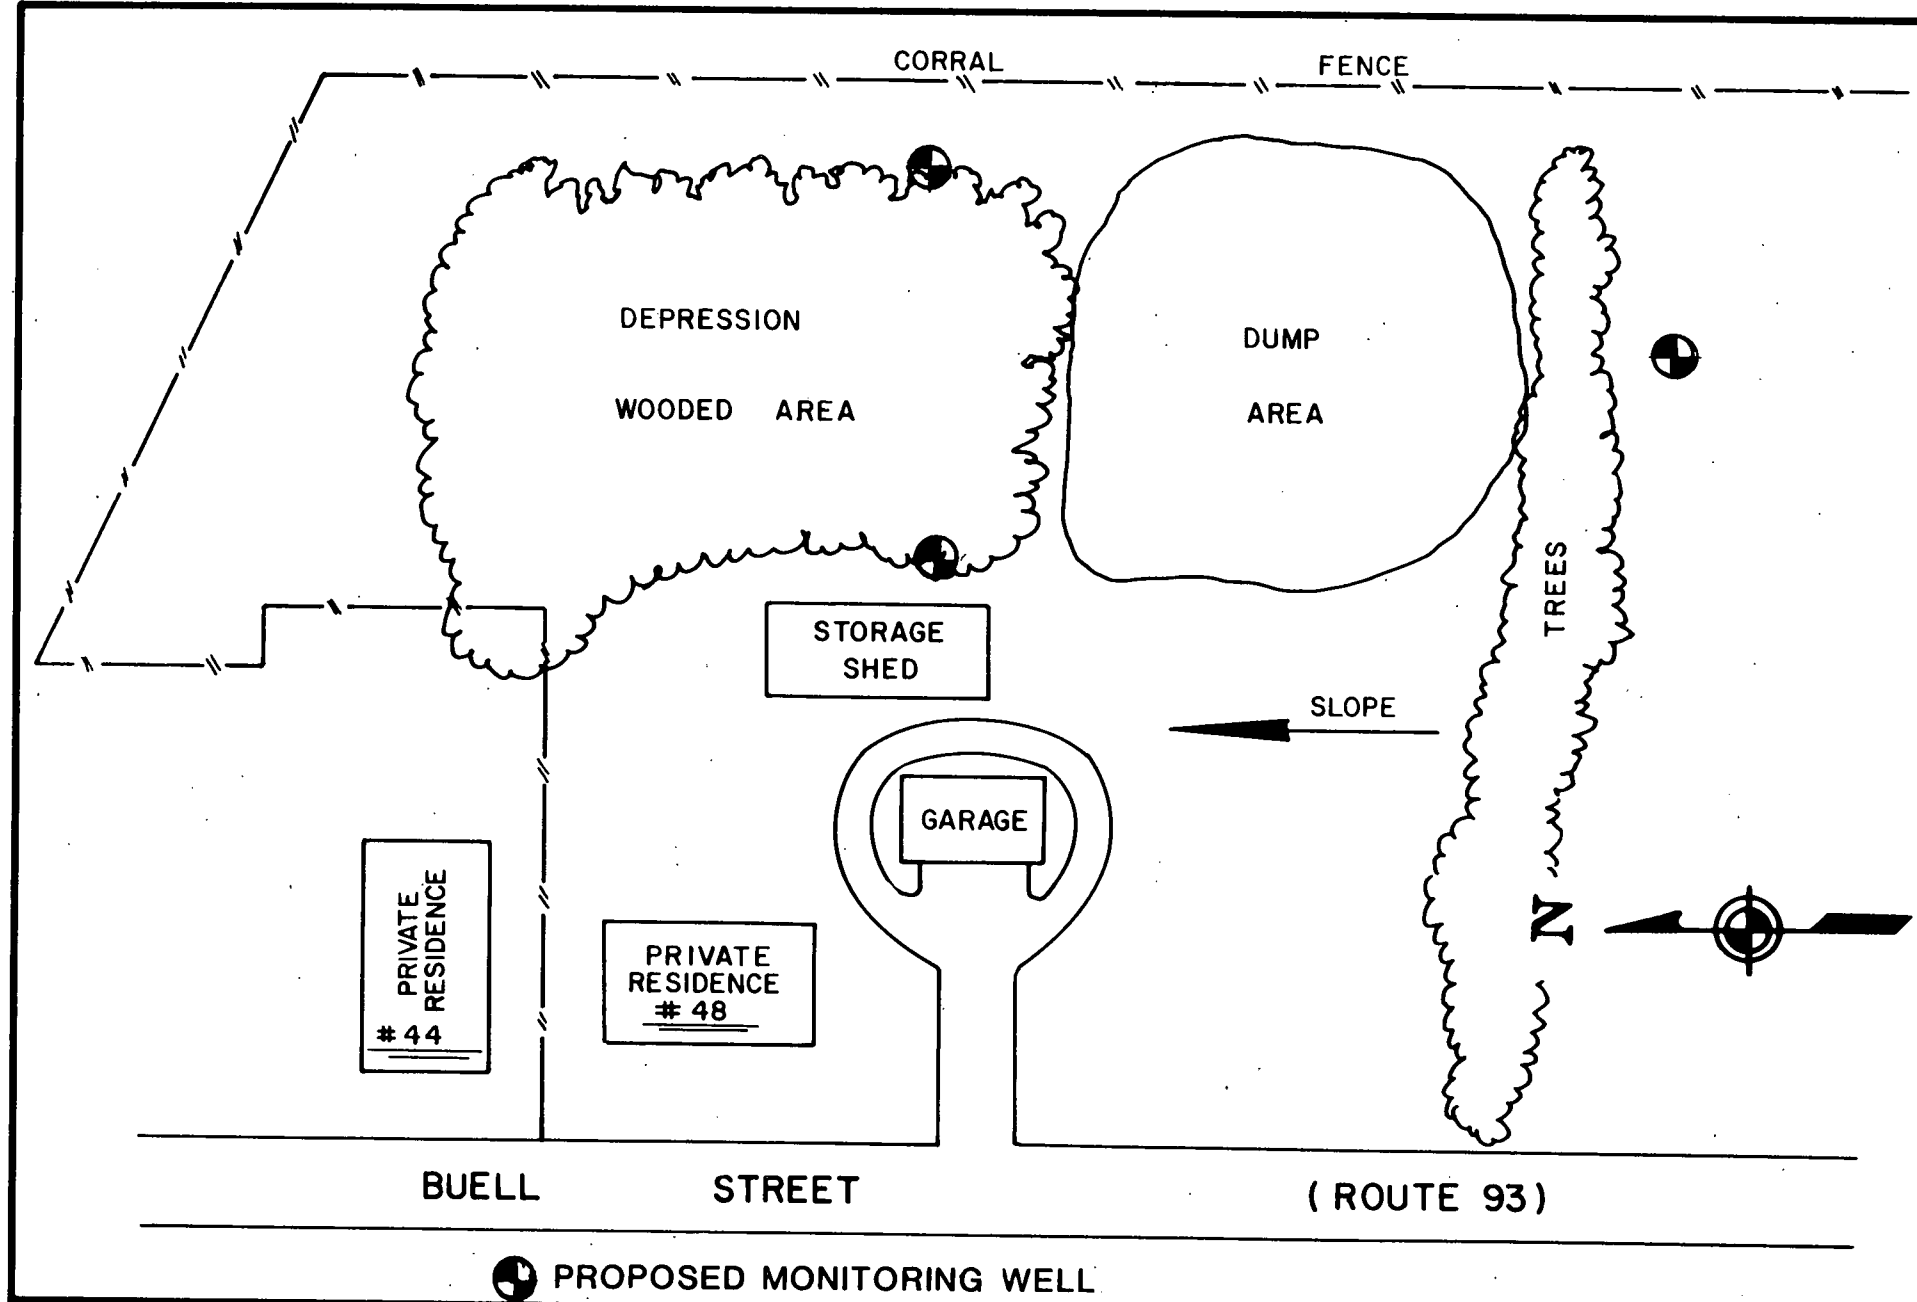 CORRAL FENCE
DEPRESSION
WOODED AREA
DUMP
AREA
TREES
STORAGE
SHED
SLOPE
GARAGE
N
PRIVATE
RESIDENCE
# 44
PRIVATE
RESIDENCE
# 48
BUELL STREET (ROUTE 93)
PROPOSED MONITORING WELL